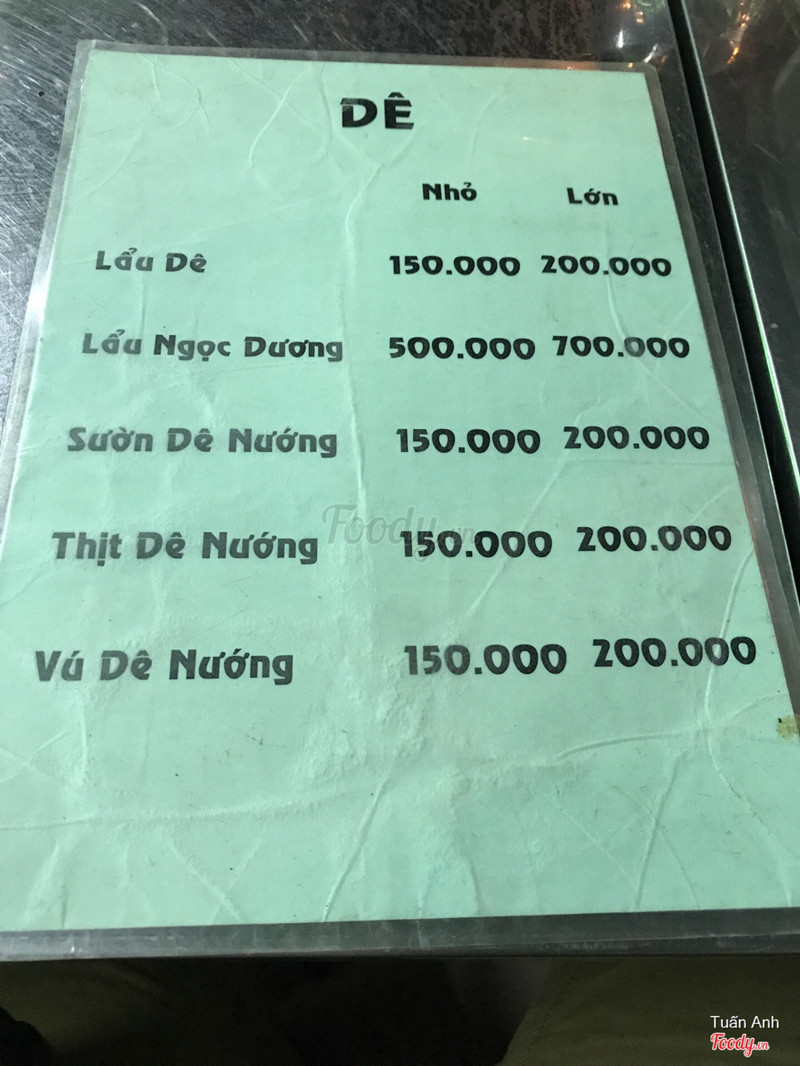 DÊ
Nhỏ Lớn
Lẩu Dê 150.000 200.000
Lẩu Ngọc Dương 500.000 700.000
Sườn Dê Nướng 150.000 200.000
Thịt Dê Nướng 150.000 200.000
Vú Dê Nướng 150.000 200.000
Foody.vn
Tuấn Anh
Foody.vn